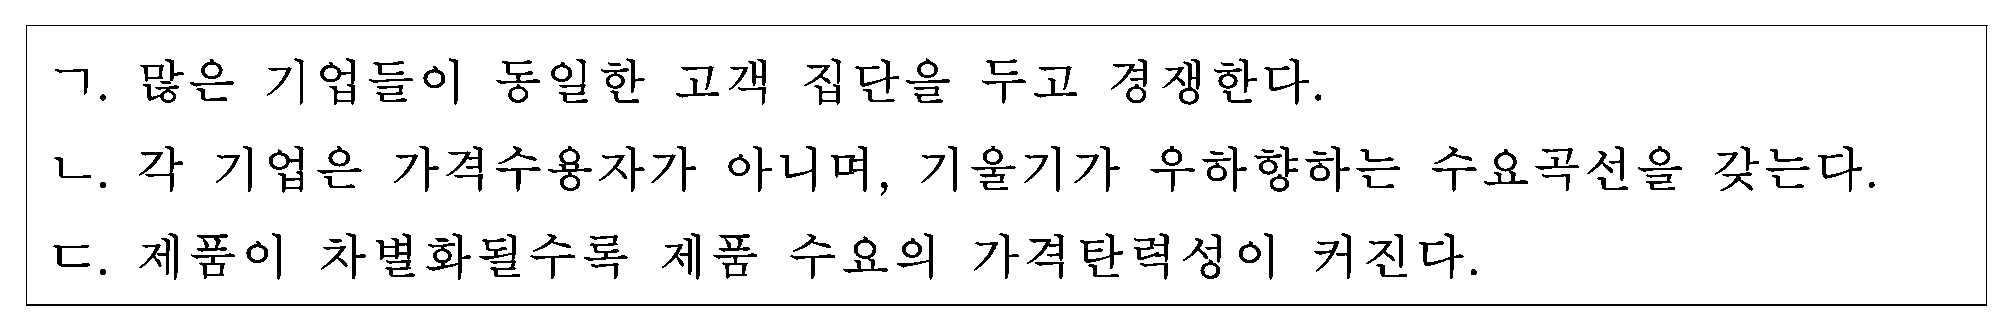 ㄱ. 많은 기업들이 동일한 고객 집단을 두고 경쟁한다.
ㄴ. 각 기업은 가격수용자가 아니며, 기울기가 우하향하는 수요곡선을 갖는다.
ㄷ. 제품이 차별화될수록 제품 수요의 가격탄력성이 커진다.